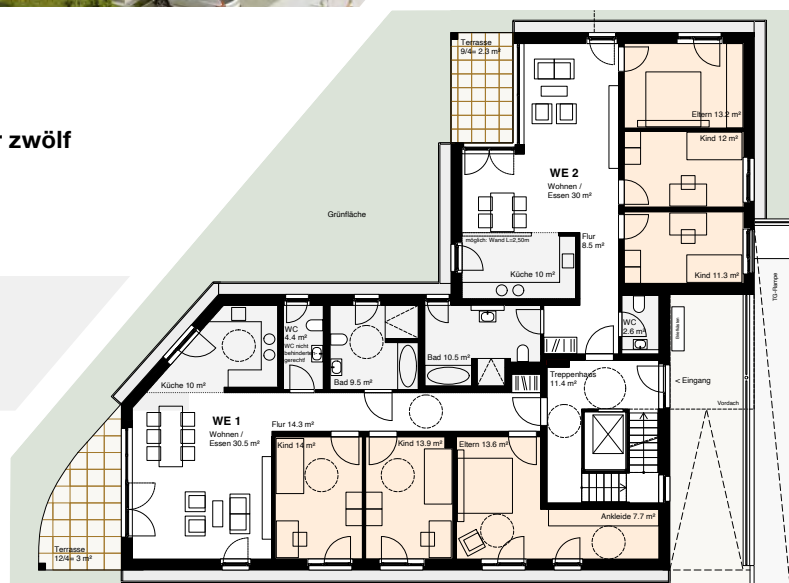 r zwölf
Terrasse
9/4= 2.3 m²
Eltern 13.2 m²
Kind 12 m²
WE 2
Wohnen /
Essen 30 m²
Grünfläche
möglich: Wand L=2,50m
Flur
8.5 m²
Kind 11.3 m²
Küche 10 m²
TG-Rampe
WC
4.4 m²
WC nicht
behinderten-
gerecht!
WC
2.6 m²
Bad 10.5 m²
Bad 9.5 m²
Küche 10 m²
Treppenhaus
11.4 m²
< Eingang
Vordach
WE 1
Wohnen /
Essen 30.5 m²
Flur 14.3 m²
Kind 14 m²
Kind 13.9 m²
Eltern 13.6 m²
Ankleide 7.7 m²
Terrasse
12/4= 3 m²